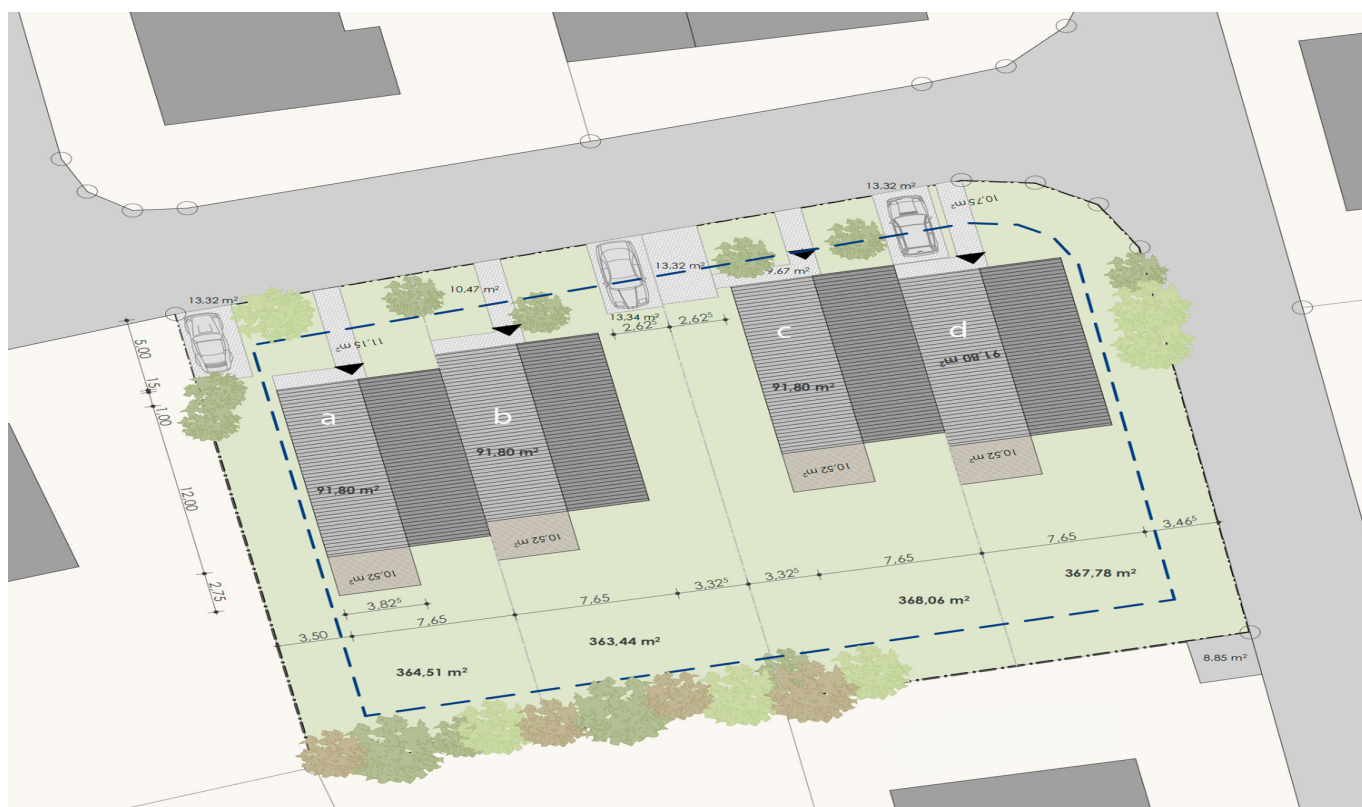 13,32 m²
10,75 m²
13,32 m²
9,67 m²
10,47 m²
13,32 m²
13,34 m²
2,62⁵
2,62⁵
11,15 m²
5,00
15
1,00
12,00
2,75
a
b
c
d
91,80 m²
91,80 m²
91,80 m²
91,80 m²
10,52 m²
10,52 m²
10,52 m²
10,52 m²
3,82⁵
3,50
7,65
7,65
3,32⁵
3,32⁵
7,65
7,65
3,46⁵
364,51 m²
363,44 m²
368,06 m²
367,78 m²
8,85 m²